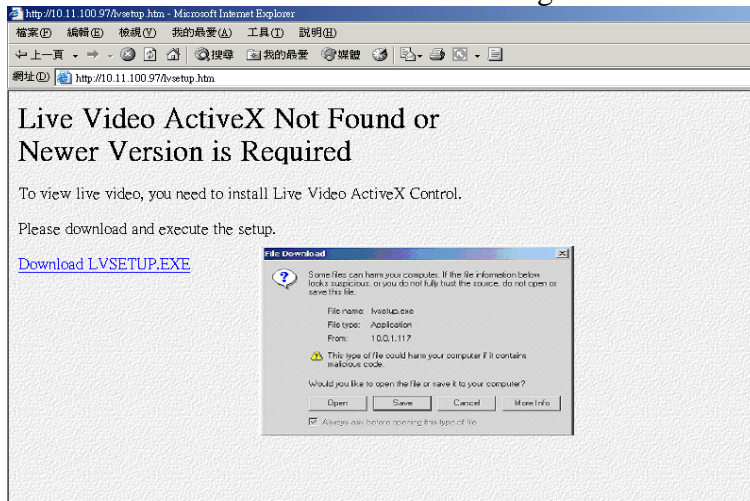 http://10.11.100.97/lvsetup.htm - Microsoft Internet Explorer
檔案(F) 編輯(E) 檢視(V) 我的最愛(A) 工具(T) 說明(H)
上一頁 搜尋 我的最愛 媒體
網址(D) http://10.11.100.97/lvsetup.htm
Live Video ActiveX Not Found or
Newer Version is Required
To view live video, you need to install Live Video ActiveX Control.
Please download and execute the setup.
Download LVSETUP.EXE
File Download
Some files can harm your computer. If the file information below
looks suspicious, or you do not fully trust the source, do not open or
save this file.
File name: lvsetup.exe
File type: Application
From: 10.0.1.117
This type of file could harm your computer if it contains
malicious code.
Would you like to open the file or save it to your computer?
Open Save Cancel More Info
Always ask before opening this type of file